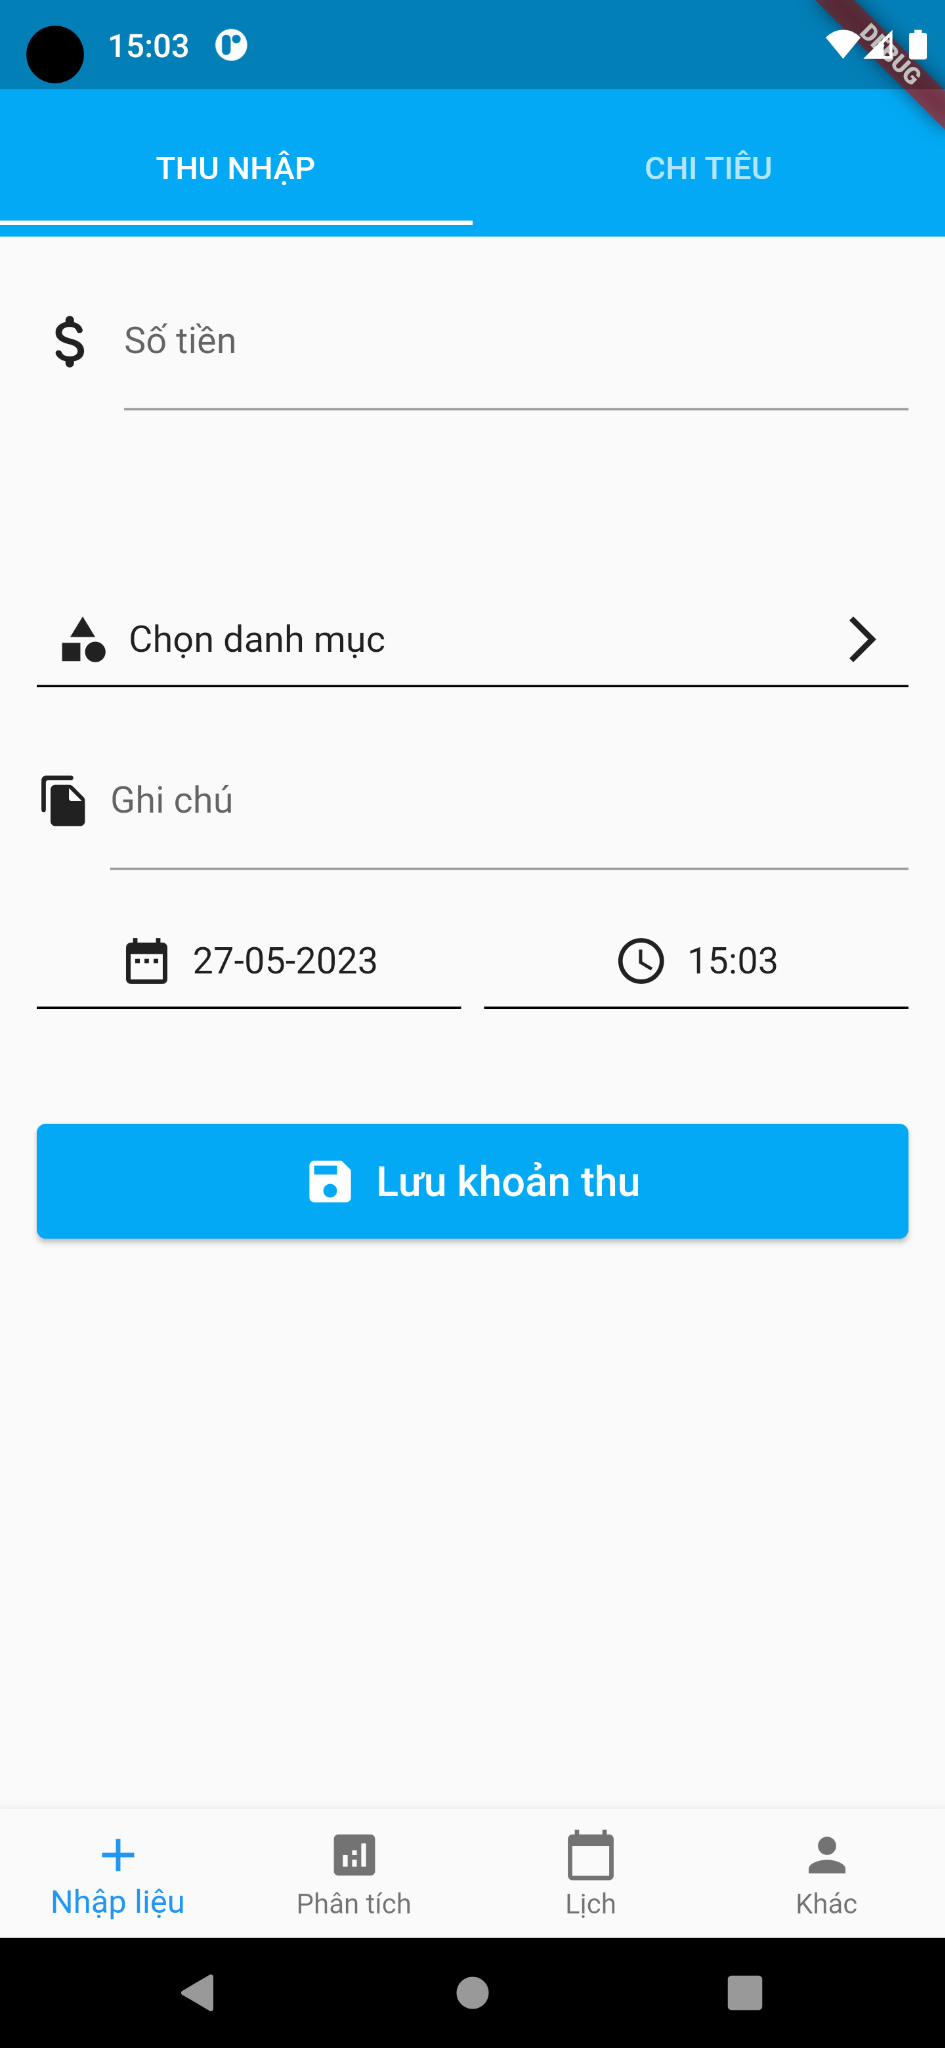 15:03
DEBUG
THU NHẬP
CHI TIÊU
Số tiền
Chọn danh mục
Ghi chú
27-05-2023
15:03
Lưu khoản thu
Nhập liệu
Phân tích
Lịch
Khác